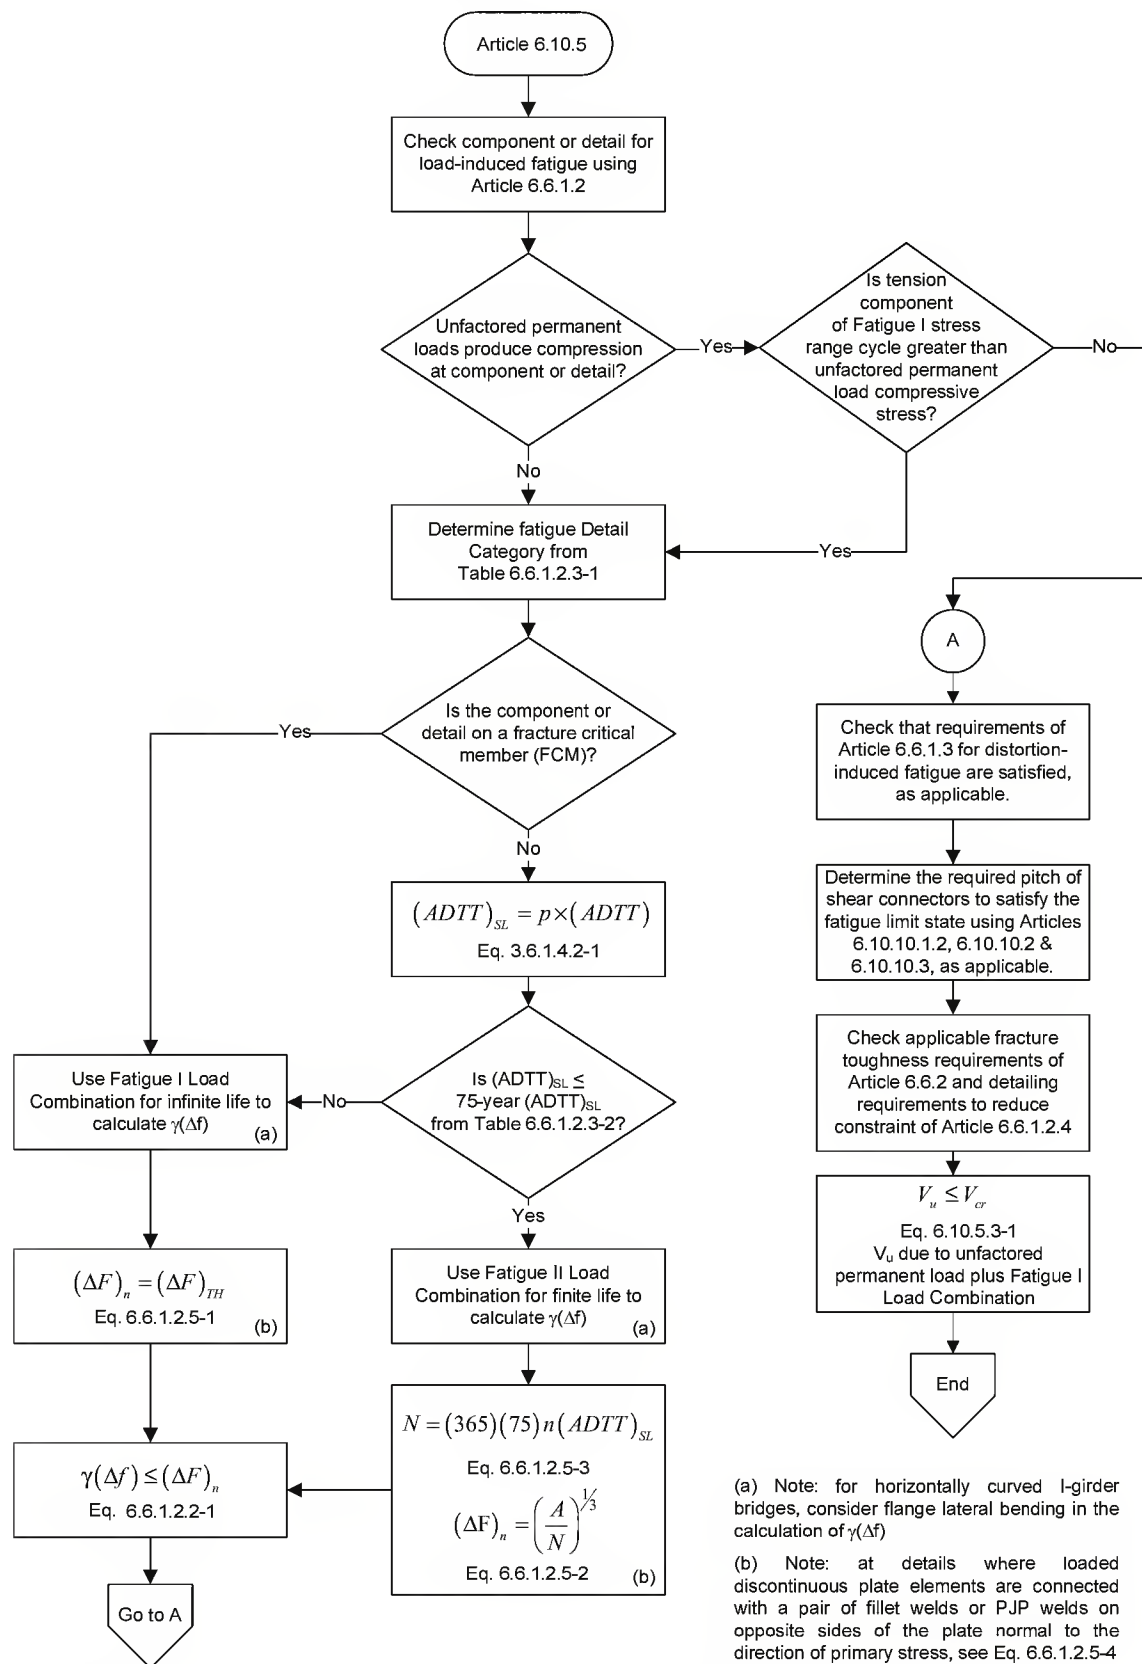 Article 6.10.5
Check component or detail for
load-induced fatigue using
Article 6.6.1.2
Unfactored permanent
loads produce compression
at component or detail?
Yes
Is tension
component
of Fatigue I stress
range cycle greater than
unfactored permanent
load compressive
stress?
No
No
Yes
Determine fatigue Detail
Category from
Table 6.6.1.2.3-1
Is the component or
detail on a fracture critical
member (FCM)?
Yes
No
(ADTT)SL = p×(ADTT)
Eq. 3.6.1.4.2-1
Is (ADTT)SL ≤
75-year (ADTT)SL
from Table 6.6.1.2.3-2?
No
Yes
Use Fatigue I Load
Combination for infinite life to
calculate γ(Δf)
(a)
(ΔF)n = (ΔF)TH
Eq. 6.6.1.2.5-1
(b)
Use Fatigue II Load
Combination for finite life to
calculate γ(Δf)
(a)
N = (365)(75)n(ADTT)SL
Eq. 6.6.1.2.5-3
(ΔF)n = (A/N)^1/3
Eq. 6.6.1.2.5-2
(b)
γ(Δf) ≤ (ΔF)n
Eq. 6.6.1.2.2-1
Go to A
A
Check that requirements of
Article 6.6.1.3 for distortion-
induced fatigue are satisfied,
as applicable.
Determine the required pitch of
shear connectors to satisfy the
fatigue limit state using Articles
6.10.10.1.2, 6.10.10.2 &
6.10.10.3, as applicable.
Check applicable fracture
toughness requirements of
Article 6.6.2 and detailing
requirements to reduce
constraint of Article 6.6.1.2.4
Vu ≤ Vcr
Eq. 6.10.5.3-1
Vu due to unfactored
permanent load plus Fatigue I
Load Combination
End
(a) Note: for horizontally curved I-girder
bridges, consider flange lateral bending in the
calculation of γ(Δf)
(b) Note: at details where loaded
discontinuous plate elements are connected
with a pair of fillet welds or PJP welds on
opposite sides of the plate normal to the
direction of primary stress, see Eq. 6.6.1.2.5-4